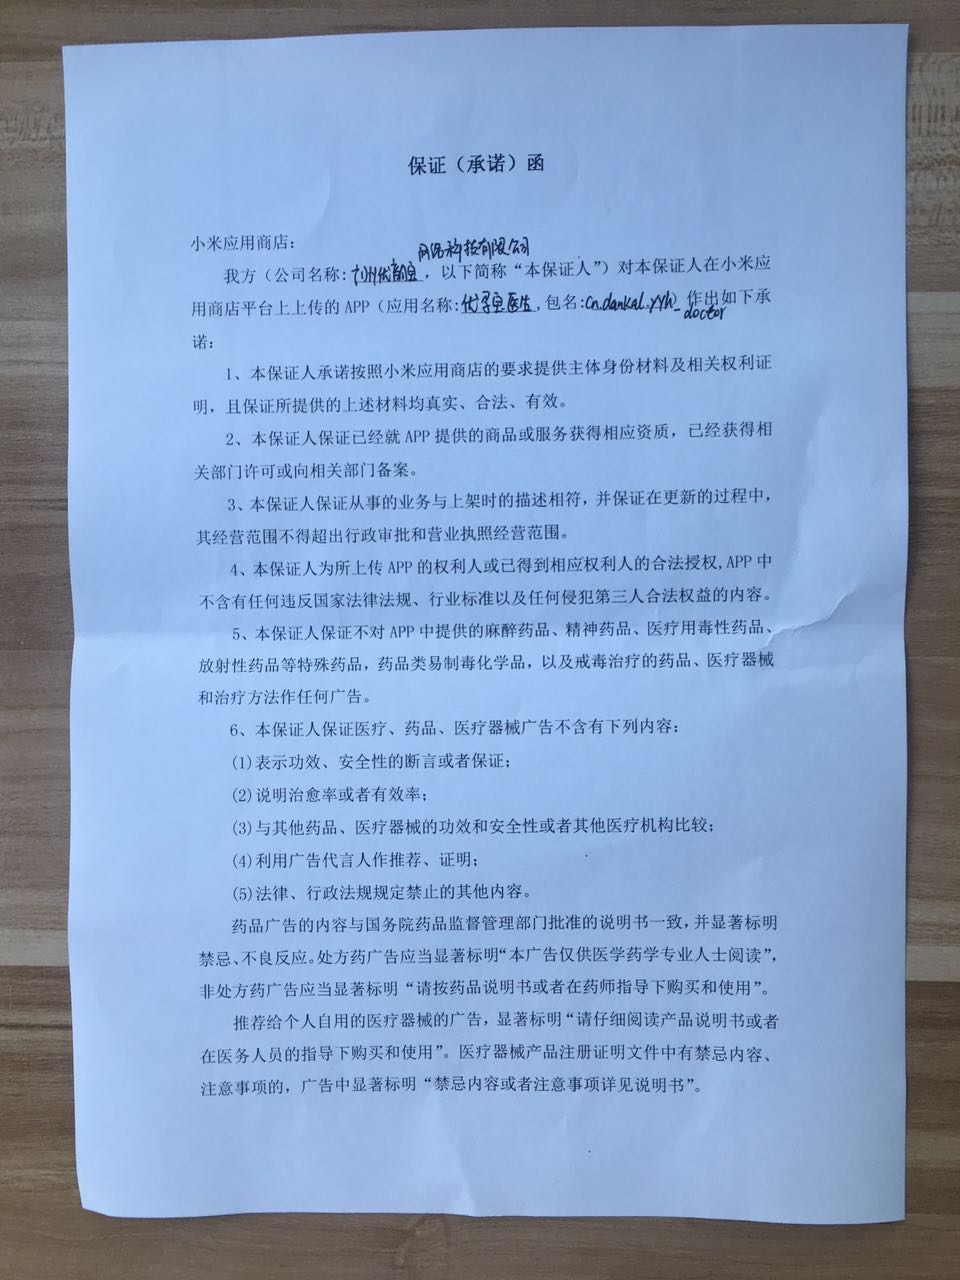 保证（承诺）函
小米应用商店：
网络科技有限公司
我方（公司名称：广州优育宝，以下简称“本保证人”）对本保证人在小米应
用商店平台上上传的 APP（应用名称：优孕宝医生，包名：cn.dankal.yyh_doctor 作出如下承
诺：
1、本保证人承诺按照小米应用商店的要求提供主体身份材料及相关权利证
明，且保证所提供的上述材料均真实、合法、有效。
2、本保证人保证已经就 APP 提供的商品或服务获得相应资质，已经获得相
关部门许可或向相关部门备案。
3、本保证人保证从事的业务与上架时的描述相符，并保证在更新的过程中，
其经营范围不得超出行政审批和营业执照经营范围。
4、本保证人为所上传 APP 的权利人或已得到相应权利人的合法授权，APP 中
不含有任何违反国家法律法规、行业标准以及任何侵犯第三人合法权益的内容。
5、本保证人保证不对 APP 中提供的麻醉药品、精神药品、医疗用毒性药品、
放射性药品等特殊药品，药品类易制毒化学品，以及戒毒治疗的药品、医疗器械
和治疗方法作任何广告。
6、本保证人保证医疗、药品、医疗器械广告不含有下列内容：
(1)表示功效、安全性的断言或者保证；
(2)说明治愈率或者有效率；
(3)与其他药品、医疗器械的功效和安全性或者其他医疗机构比较；
(4)利用广告代言人作推荐、证明；
(5)法律、行政法规规定禁止的其他内容。
药品广告的内容与国务院药品监督管理部门批准的说明书一致，并显著标明
禁忌、不良反应。处方药广告应当显著标明“本广告仅供医学药学专业人士阅读”，
非处方药广告应当显著标明“请按药品说明书或者在药师指导下购买和使用”。
推荐给个人自用的医疗器械的广告，显著标明“请仔细阅读产品说明书或者
在医务人员的指导下购买和使用”。医疗器械产品注册证明文件中有禁忌内容、
注意事项的，广告中显著标明“禁忌内容或者注意事项详见说明书”。